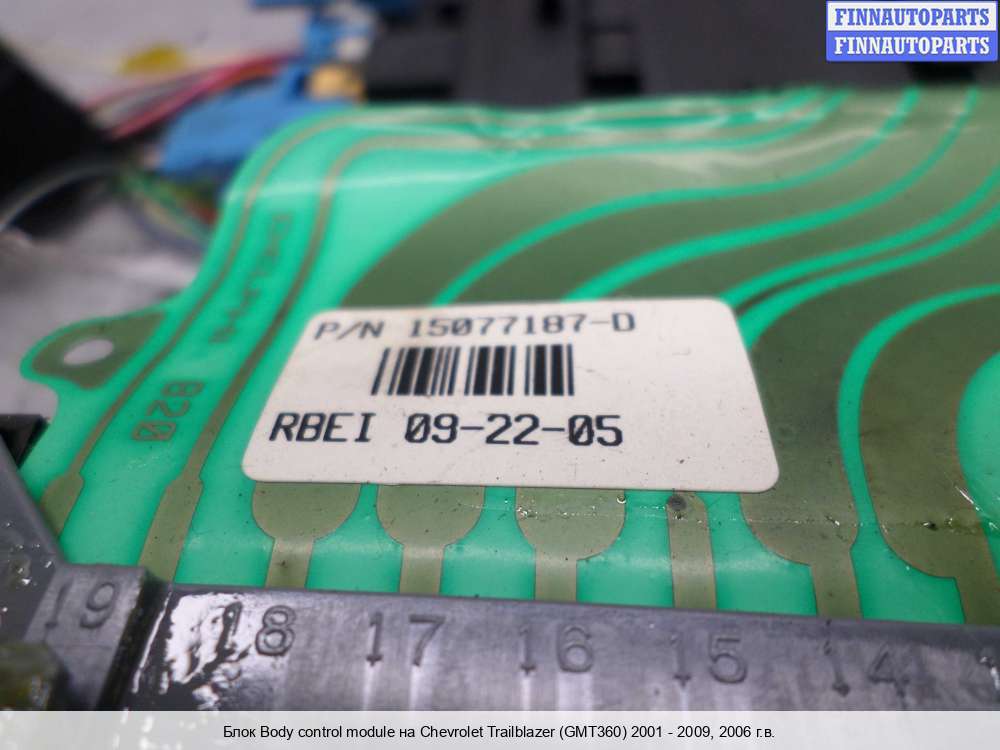 FINNAUTOPARTS
FINNAUTOPARTS
P/N 15077187-D
RBEI 09-22-05
820
19 18 17 16 15 14
Блок Body control module на Chevrolet Trailblazer (GMT360) 2001 - 2009, 2006 г.в.